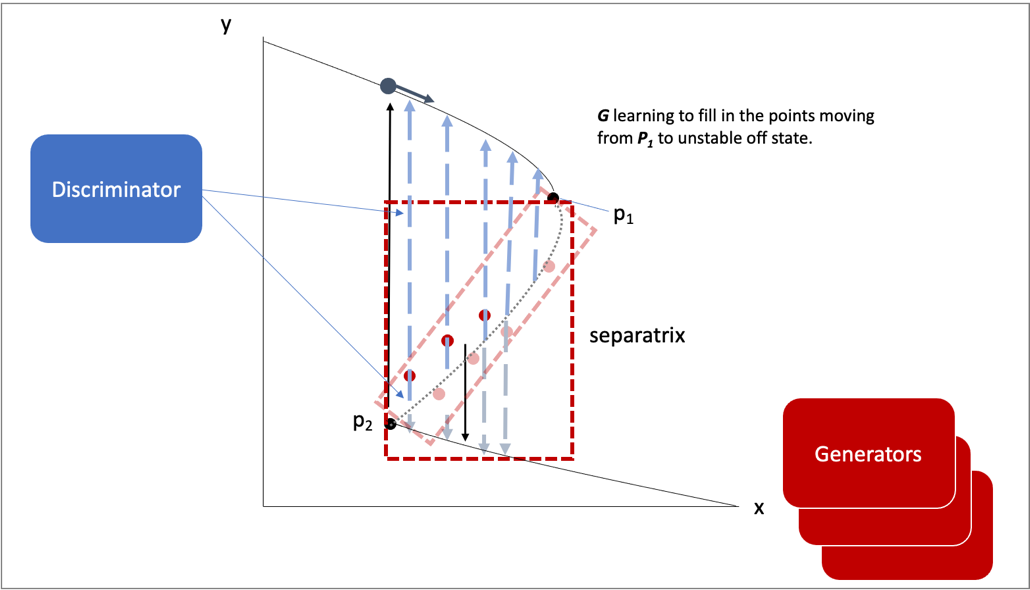 y
G learning to fill in the points moving
from P1 to unstable off state.
Discriminator
p1
separatrix
p2
Generators
x